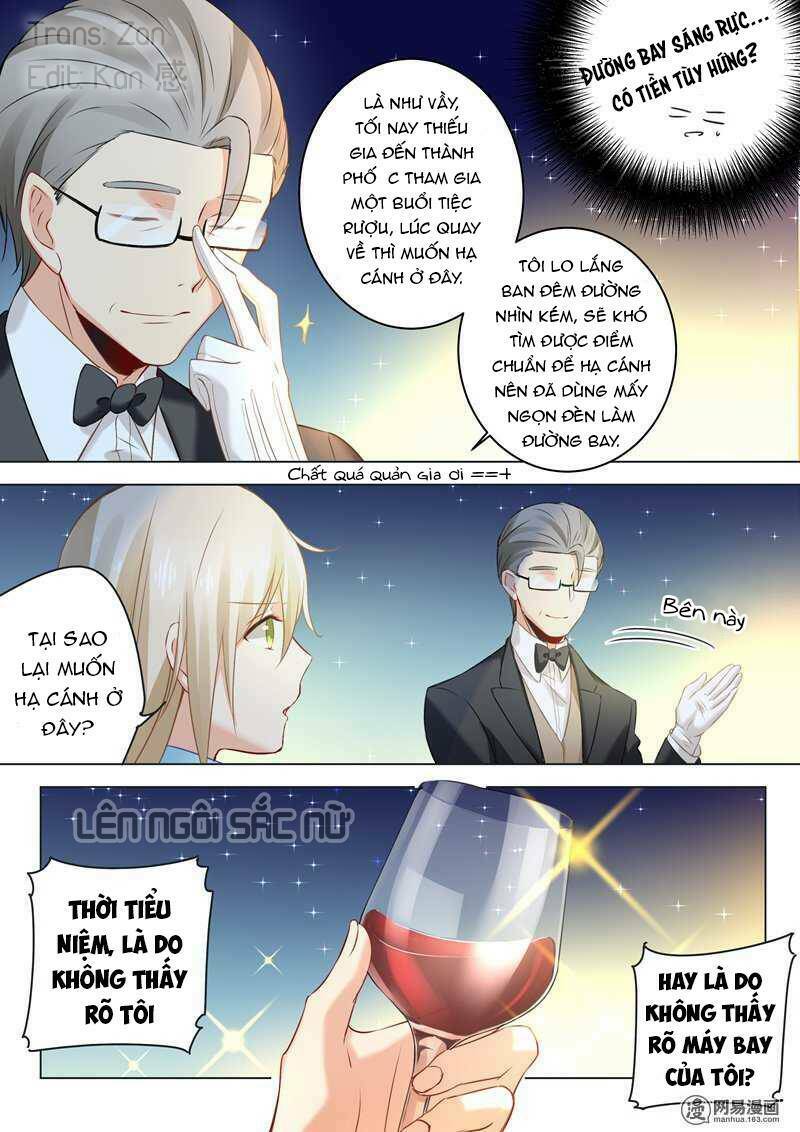 Trans: Zan
Edit: Kan 感
ĐƯỜNG BAY SÁNG RỰC...
CÓ TIỀN TÙY HỨNG?
LÀ NHƯ VẦY,
TỐI NAY THIẾU
GIA ĐẾN THÀNH
PHỐ C THAM GIA
MỘT BUỔI TIỆC
RƯỢU, LÚC QUAY
VỀ THÌ MUỐN HẠ
CÁNH Ở ĐÂY.
TÔI LO LẮNG
BAN ĐÊM ĐƯỜNG
NHÌN KÉM, SẼ KHÓ
TÌM ĐƯỢC ĐIỂM
CHUẨN ĐỂ HẠ CÁNH
NÊN ĐÃ DÙNG MẤY
NGỌN ĐÈN LÀM
ĐƯỜNG BAY.
Chất Quá Quản Gia ơi ==+
TẠI SAO
LẠI MUỐN
HẠ CÁNH Ở
ĐÂY?
Bên này
LÊN NGÔI SẮC NỮ
THỜI TIỂU
NIỆM, LÀ DO
KHÔNG THẤY
RÕ TÔI
HAY LÀ DO
KHÔNG THẤY
RÕ MÁY BAY
CỦA TÔI?
漫 网易漫画
manhua.163.com